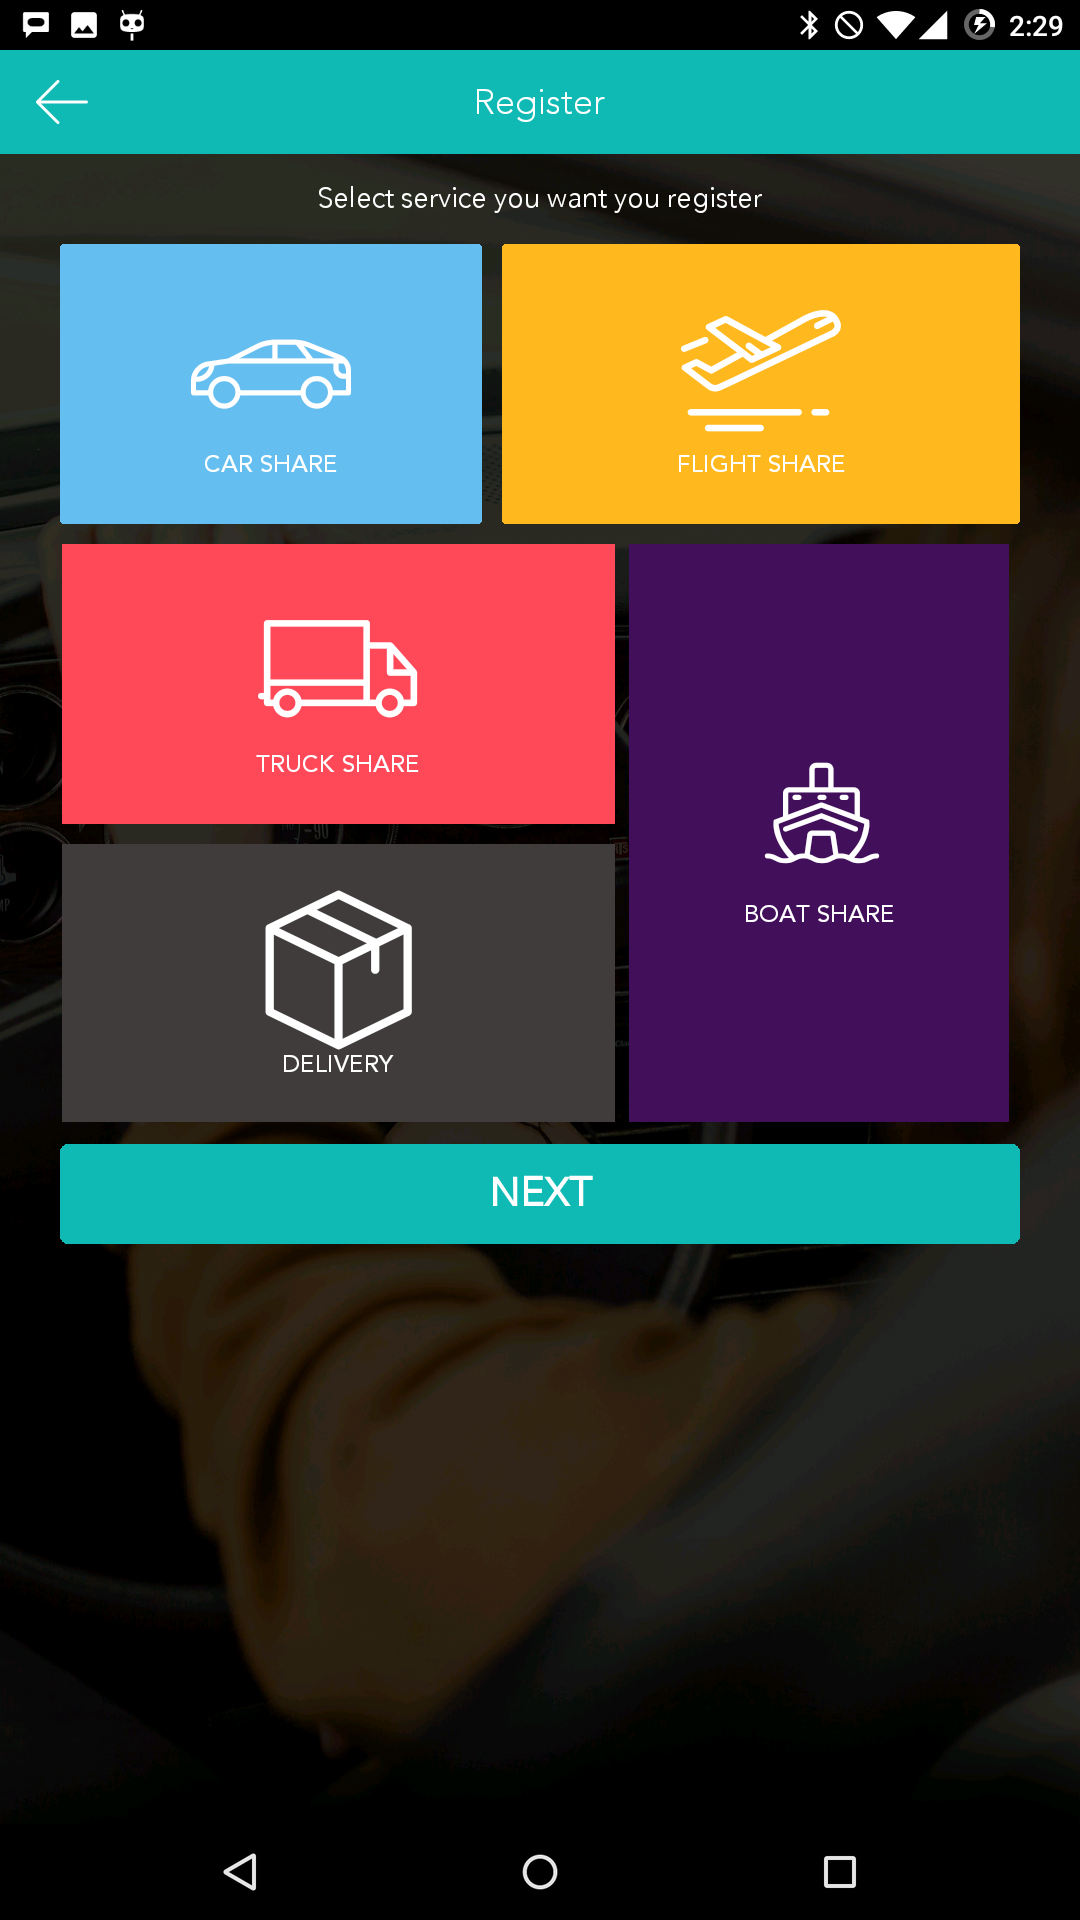 2:29
Register
Select service you want you register
CAR SHARE
FLIGHT SHARE
TRUCK SHARE
BOAT SHARE
DELIVERY
NEXT